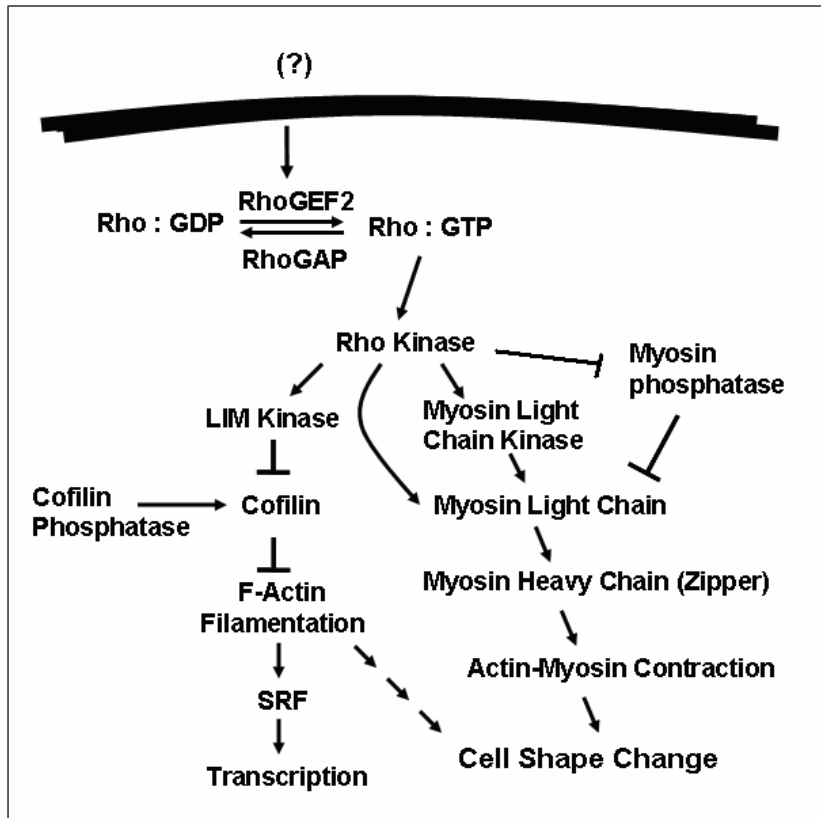 (?)
RhoGEF2
Rho : GDP
Rho : GTP
RhoGAP
Rho Kinase
Myosin
phosphatase
LIM Kinase
Myosin Light
Chain Kinase
Cofilin
Phosphatase
Cofilin
Myosin Light Chain
F-Actin
Filamentation
Myosin Heavy Chain (Zipper)
Actin-Myosin Contraction
SRF
Cell Shape Change
Transcription